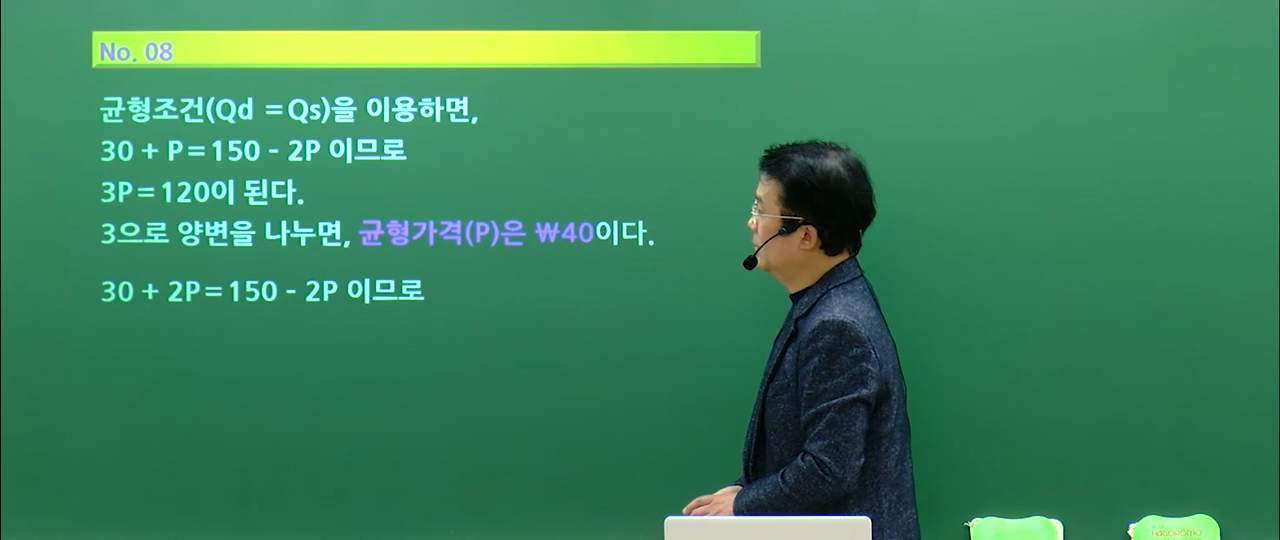 No. 08
균형조건(Qd =Qs)을 이용하면,
30 + P=150 - 2P 이므로
3P=120이 된다.
3으로 양변을 나누면, 균형가격(P)은 ₩40이다.
30 + 2P=150 - 2P 이므로
HAGOROMO